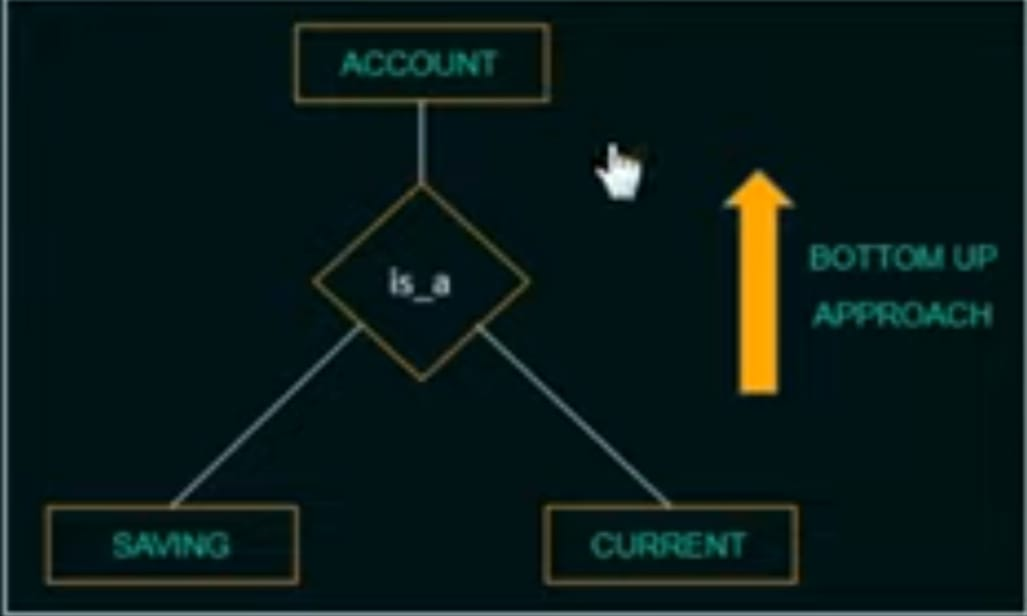 ACCOUNT
is_a
BOTTOM UP
APPROACH
SAVING
CURRENT